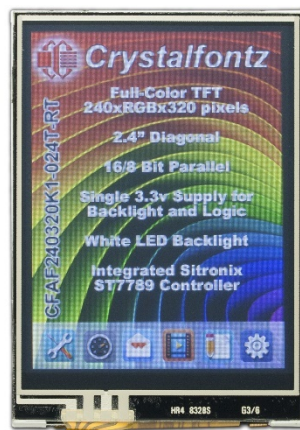 Crystalfontz
Full-Color TFT
240xRGBx320 pixels
2.4" Diagonal
16/8 Bit Parallel
Single 3.3v Supply for
Backlight and Logic
White LED Backlight
Integrated Sitronix
ST7789 Controller
CFAF240320K1-024T-RT
HR4 8328S G3/6